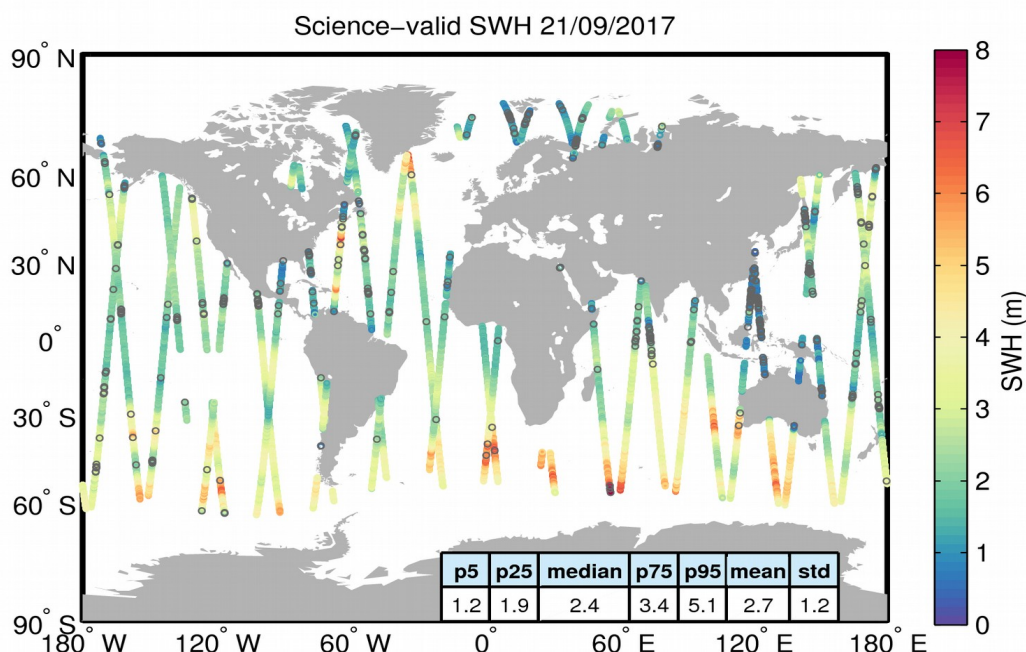 Science−valid SWH 21/09/2017
90° N
60° N
30° N
0°
30° S
60° S
90° S
180° W
120° W
60° W
0°
60° E
120° E
180° E
p5 p25 median p75 p95 mean std
1.2 1.9 2.4 3.4 5.1 2.7 1.2
8
7
6
5
4
3
2
1
0
SWH (m)